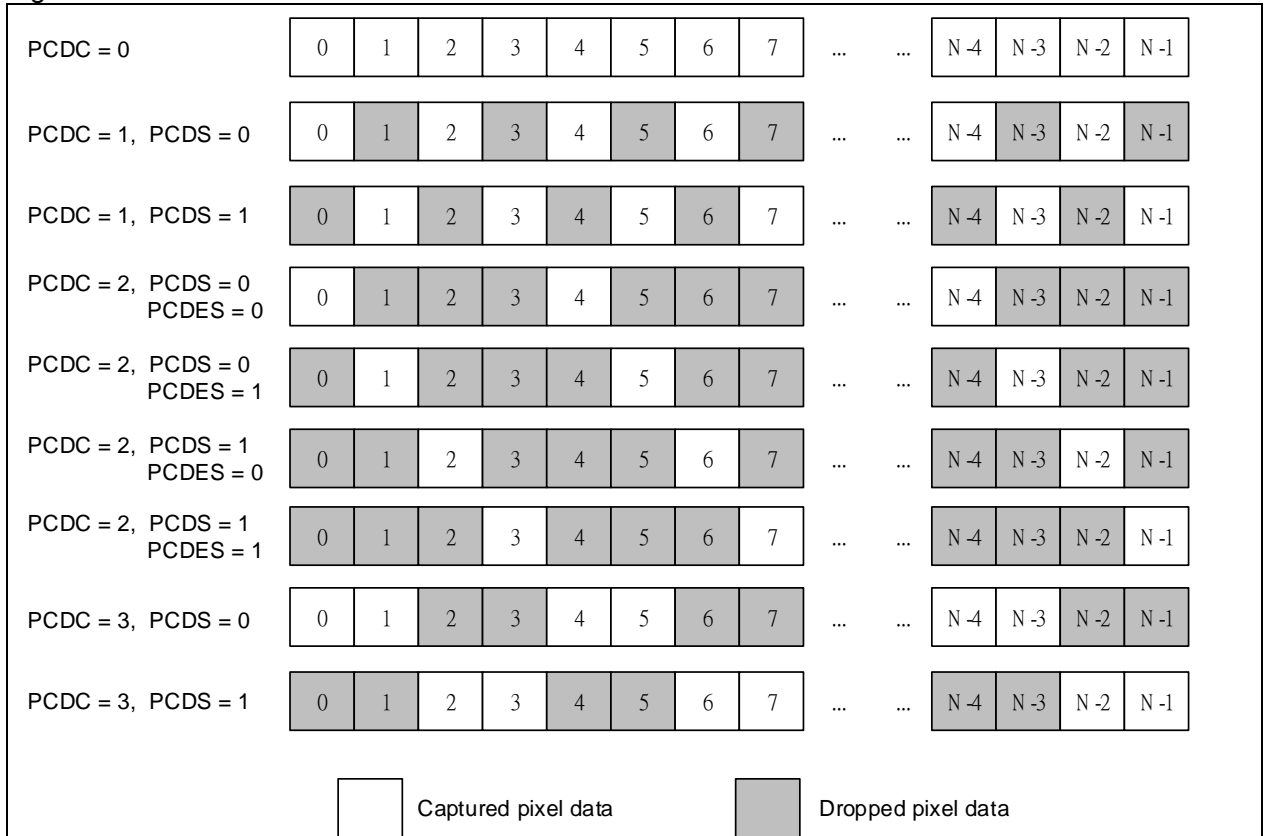 PCDC = 0 0 1 2 3 4 5 6 7 ... ... N-4 N-3 N-2 N-1
PCDC = 1, PCDS = 0 0 1 2 3 4 5 6 7 ... ... N-4 N-3 N-2 N-1
PCDC = 1, PCDS = 1 0 1 2 3 4 5 6 7 ... ... N-4 N-3 N-2 N-1
PCDC = 2, PCDS = 0
PCDES = 0 0 1 2 3 4 5 6 7 ... ... N-4 N-3 N-2 N-1
PCDC = 2, PCDS = 0
PCDES = 1 0 1 2 3 4 5 6 7 ... ... N-4 N-3 N-2 N-1
PCDC = 2, PCDS = 1
PCDES = 0 0 1 2 3 4 5 6 7 ... ... N-4 N-3 N-2 N-1
PCDC = 2, PCDS = 1
PCDES = 1 0 1 2 3 4 5 6 7 ... ... N-4 N-3 N-2 N-1
PCDC = 3, PCDS = 0 0 1 2 3 4 5 6 7 ... ... N-4 N-3 N-2 N-1
PCDC = 3, PCDS = 1 0 1 2 3 4 5 6 7 ... ... N-4 N-3 N-2 N-1
Captured pixel data Dropped pixel data